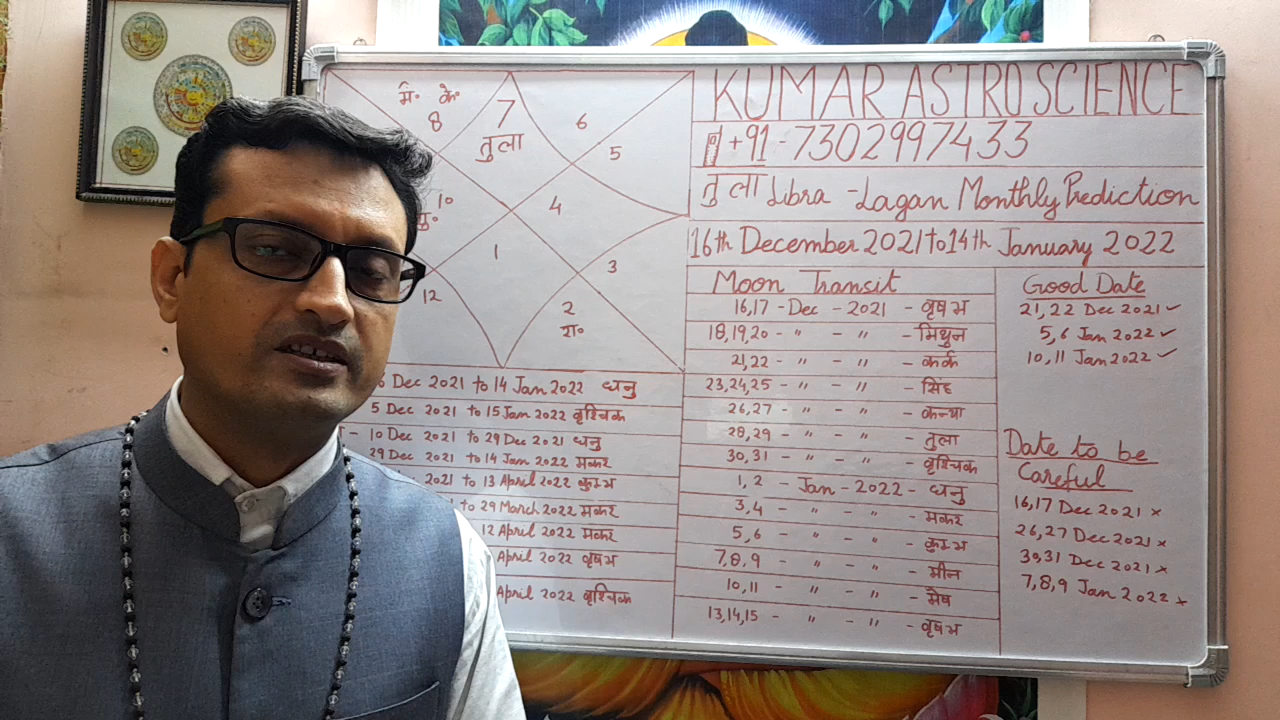 KUMAR ASTRO SCIENCE
+91-7302997433
तुला Libra - Lagan Monthly Prediction
16th December 2021 to 14th January 2022
मं० के०
8
7
तुला
6
5
10
4
1
3
12
2
रा०
6 Dec 2021 to 14 Jan 2022 धनु
5 Dec 2021 to 15 Jan 2022 वृश्चिक
- 10 Dec 2021 to 29 Dec 2021 धनु
29 Dec 2021 to 14 Jan 2022 मकर
2021 to 13 April 2022 कुम्भ
to 29 March 2022 मकर
12 April 2022 मकर
April 2022 वृषभ
April 2022 वृश्चिक
Moon Transit
16,17 - Dec - 2021 - वृषभ
18,19,20 - " - " - मिथुन
21,22 - " - " - कर्क
23,24,25 - " - " - सिंह
26,27 - " - " - कन्या
28,29 - " - " - तुला
30,31 - " - " - वृश्चिक
1,2 - Jan - 2022 - धनु
3,4 - " - " - मकर
5,6 - " - " - कुम्भ
7,8,9 - " - " - मीन
10,11 - " - " - मेष
13,14,15 - " - " - वृषभ
Good Date
21,22 Dec 2021 ✓
5,6 Jan 2022 ✓
10,11 Jan 2022 ✓
Date to be
Careful
16,17 Dec 2021 ×
26,27 Dec 2021 ×
30,31 Dec 2021 ×
7,8,9 Jan 2022 ×